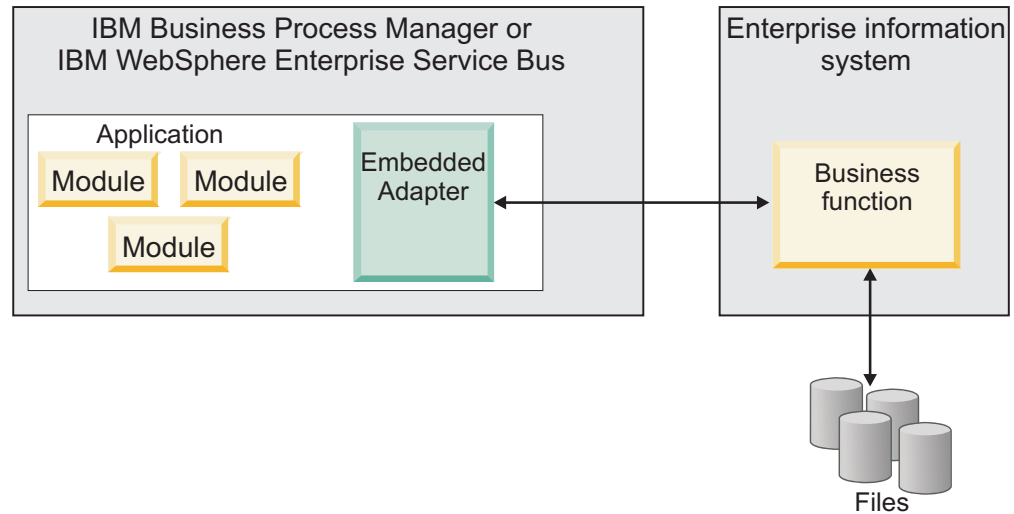 IBM Business Process Manager or
IBM WebSphere Enterprise Service Bus
Application
Module
Module
Module
Embedded
Adapter
Enterprise information
system
Business
function
Files